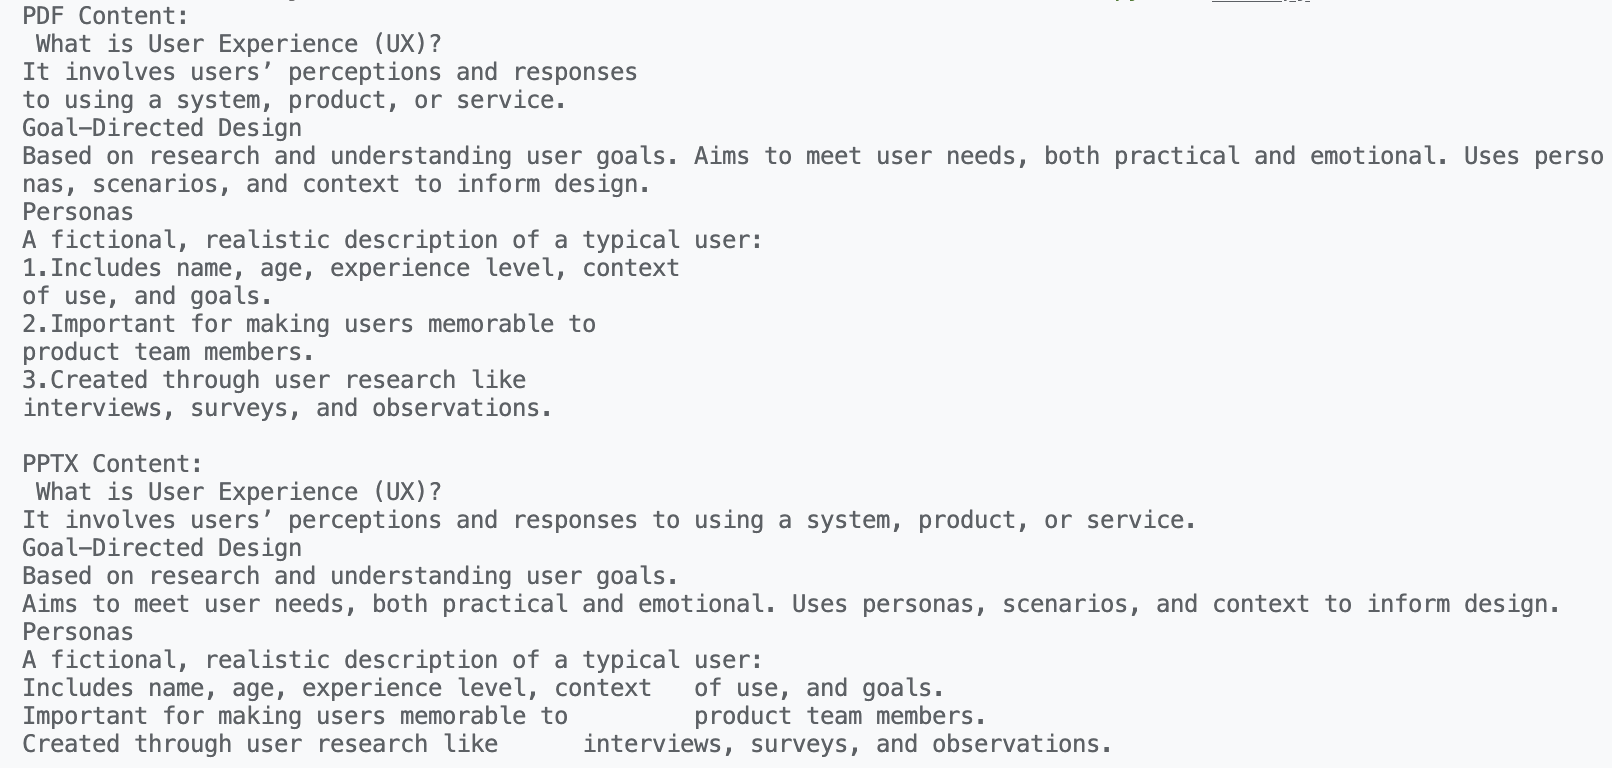 PDF Content:
What is User Experience (UX)?
It involves users’ perceptions and responses
to using a system, product, or service.
Goal-Directed Design
Based on research and understanding user goals. Aims to meet user needs, both practical and emotional. Uses perso
nas, scenarios, and context to inform design.
Personas
A fictional, realistic description of a typical user:
1.Includes name, age, experience level, context
of use, and goals.
2.Important for making users memorable to
product team members.
3.Created through user research like
interviews, surveys, and observations.

PPTX Content:
What is User Experience (UX)?
It involves users’ perceptions and responses to using a system, product, or service.
Goal-Directed Design
Based on research and understanding user goals.
Aims to meet user needs, both practical and emotional. Uses personas, scenarios, and context to inform design.
Personas
A fictional, realistic description of a typical user:
Includes name, age, experience level, context   of use, and goals.
Important for making users memorable to         product team members.
Created through user research like      interviews, surveys, and observations.